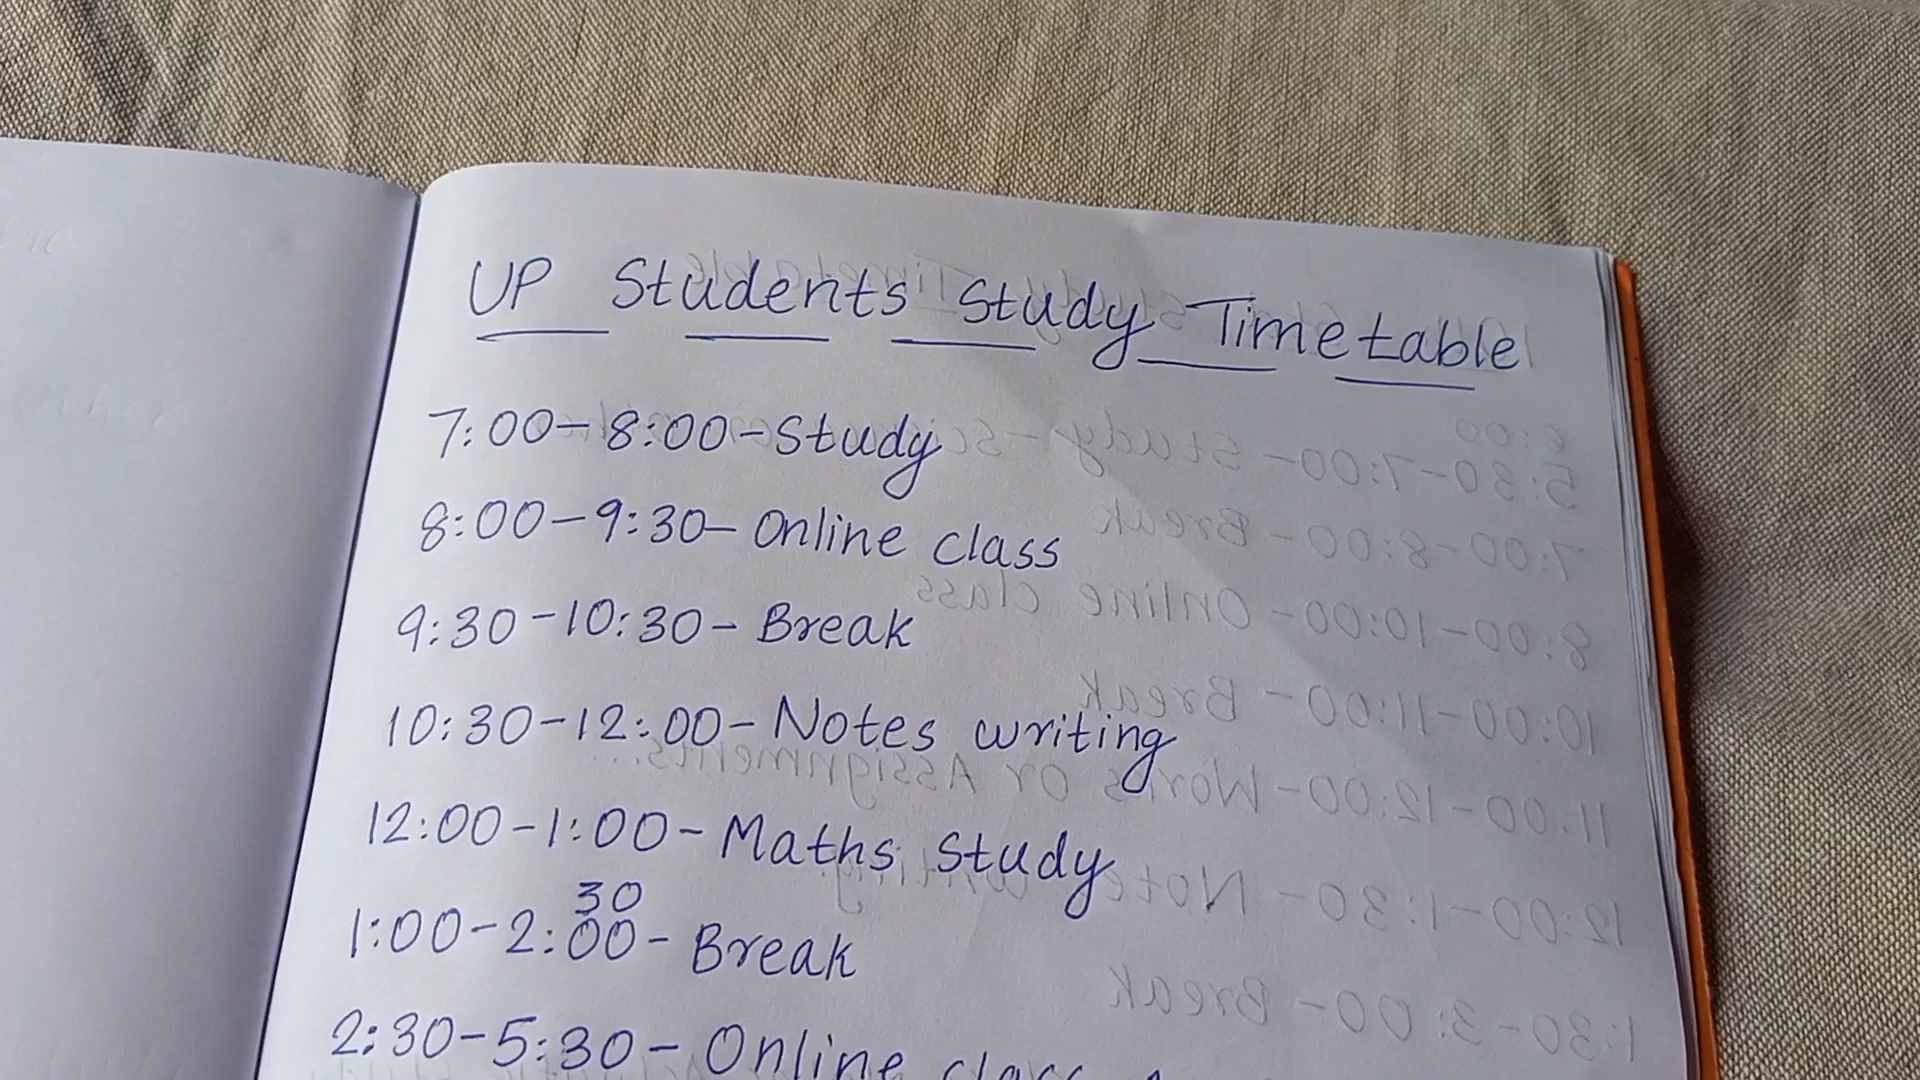 UP Students Study Timetable
7:00-8:00-Study
8:00-9:30-Online class
9:30-10:30-Break
10:30-12:00-Notes writing
12:00-1:00-Maths Study
30
1:00-2:00-Break
2:30-5:30-Online class